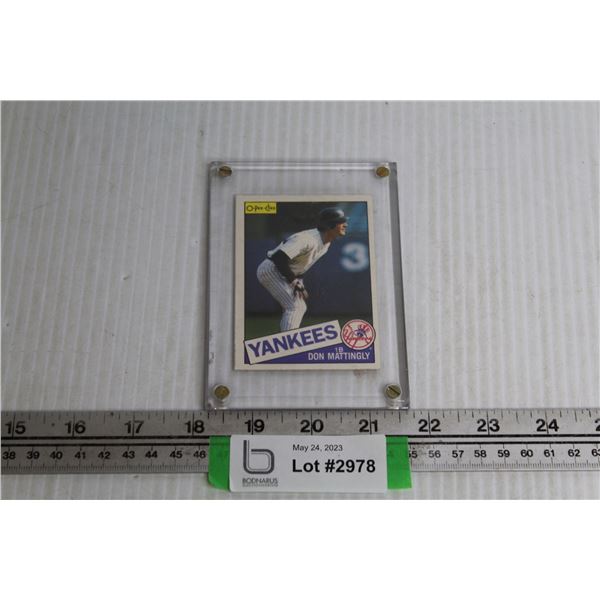 O-Pee-Chee
3
YANKEES
1B
DON MATTINGLY
15 16 17 18 19 20 21 22 23 24
38 39 40 41 42 43 44 45 46 55 56 57 58 59 60 61 62 63
May 24, 2023
Lot #2978
BODNARUS